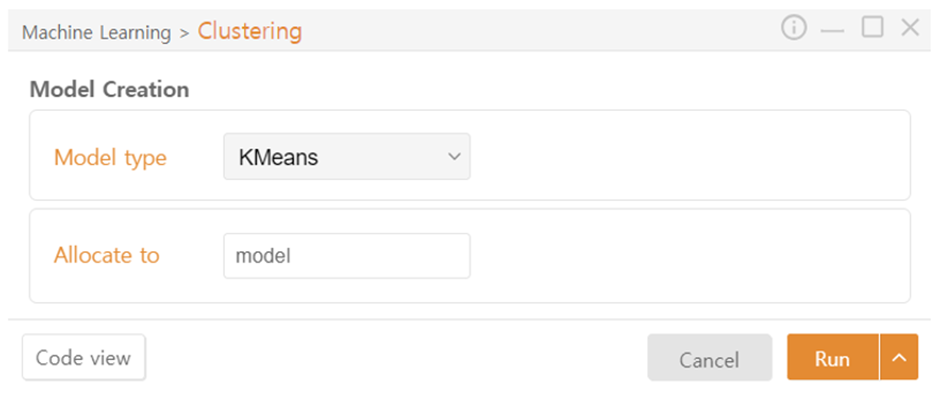 Machine Learning > Clustering
Model Creation
Model type KMeans
Allocate to model
Code view Cancel Run